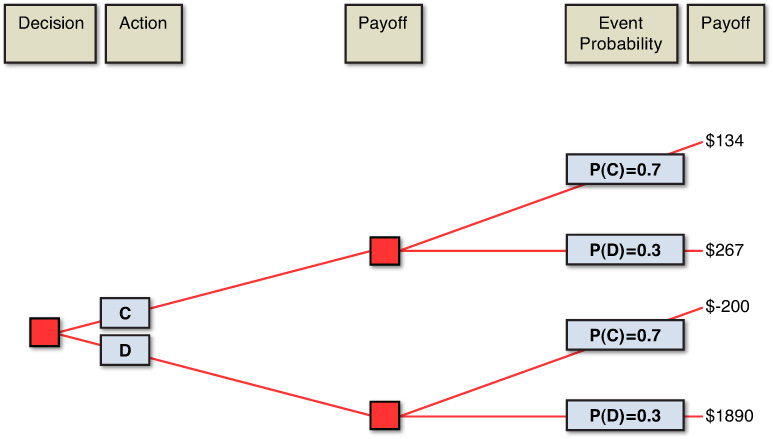 Decision
Action
Payoff
Event
Probability
Payoff
$134
P(C)=0.7
P(D)=0.3
$267
$-200
C
P(C)=0.7
D
P(D)=0.3
$1890